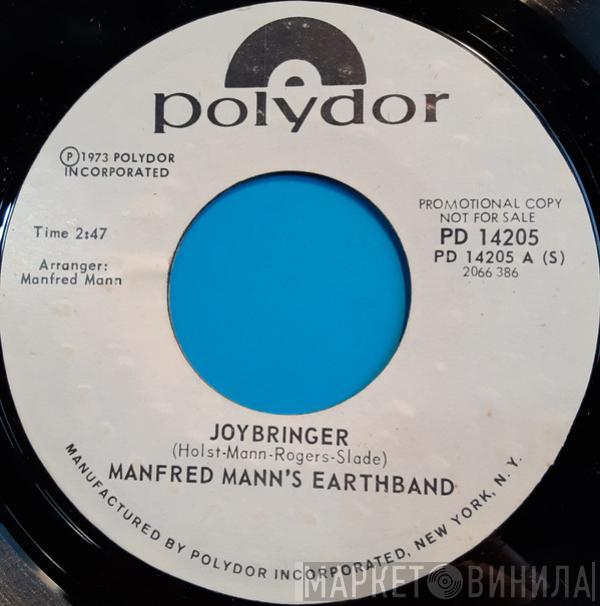 polydor
Ⓟ 1973 POLYDOR
INCORPORATED
Time 2:47
Arranger:
Manfred Mann
PROMOTIONAL COPY
NOT FOR SALE
PD 14205
PD 14205 A (S)
2066 386
JOYBRINGER
(Holst-Mann-Rogers-Slade)
MANFRED MANN'S EARTHBAND
MANUFACTURED BY POLYDOR INCORPORATED, NEW YORK, N. Y.
МАРКЕТ ВИНИЛА